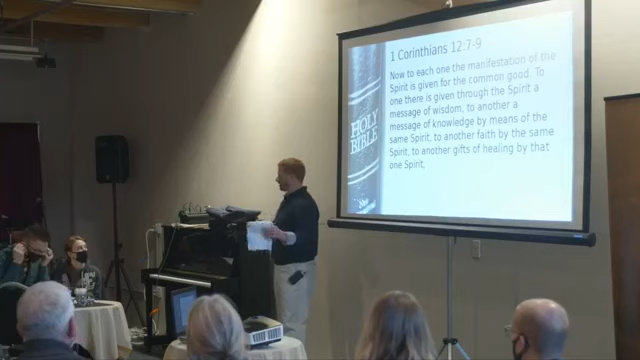 1 Corinthians 12:7-9
Now to each one the manifestation of the
Spirit is given for the common good. To
one there is given through the Spirit a
message of wisdom, to another a
message of knowledge by means of the
same Spirit, to another faith by the same
Spirit, to another gifts of healing by that
one Spirit,
HOLY
BIBLE